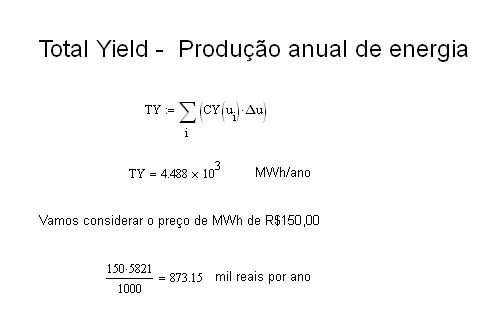 Total Yield - Produção anual de energia
TY := ∑ᵢ (CY(uᵢ)·Δu)
TY = 4.488 × 10³ MWh/ano
Vamos considerar o preço de MWh de R$150,00
150·5821/1000 = 873.15 mil reais por ano